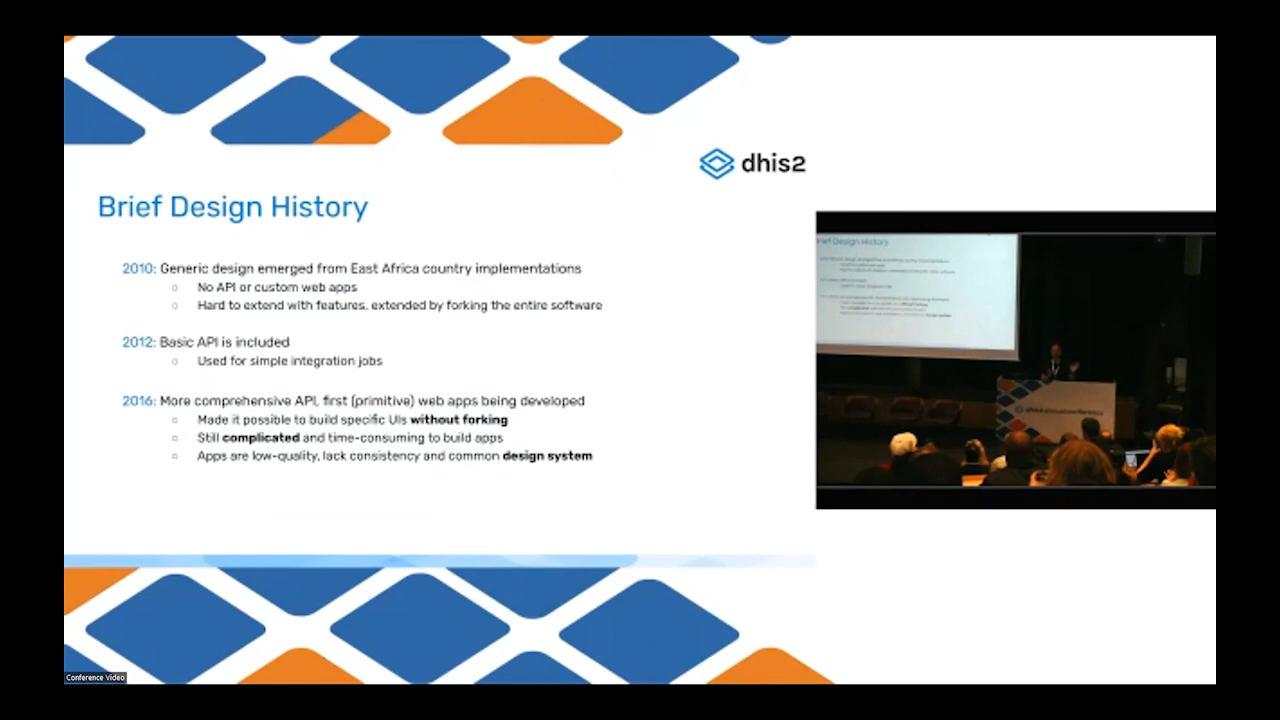 dhis2
Brief Design History
2010: Generic design emerged from East Africa country implementations
No API or custom web apps
Hard to extend with features, extended by forking the entire software
2012: Basic API is included
Used for simple integration jobs
2016: More comprehensive API, first (primitive) web apps being developed
Made it possible to build specific UIs without forking
Still complicated and time-consuming to build apps
Apps are low-quality, lack consistency and common design system
Brief Design History
Conference Video